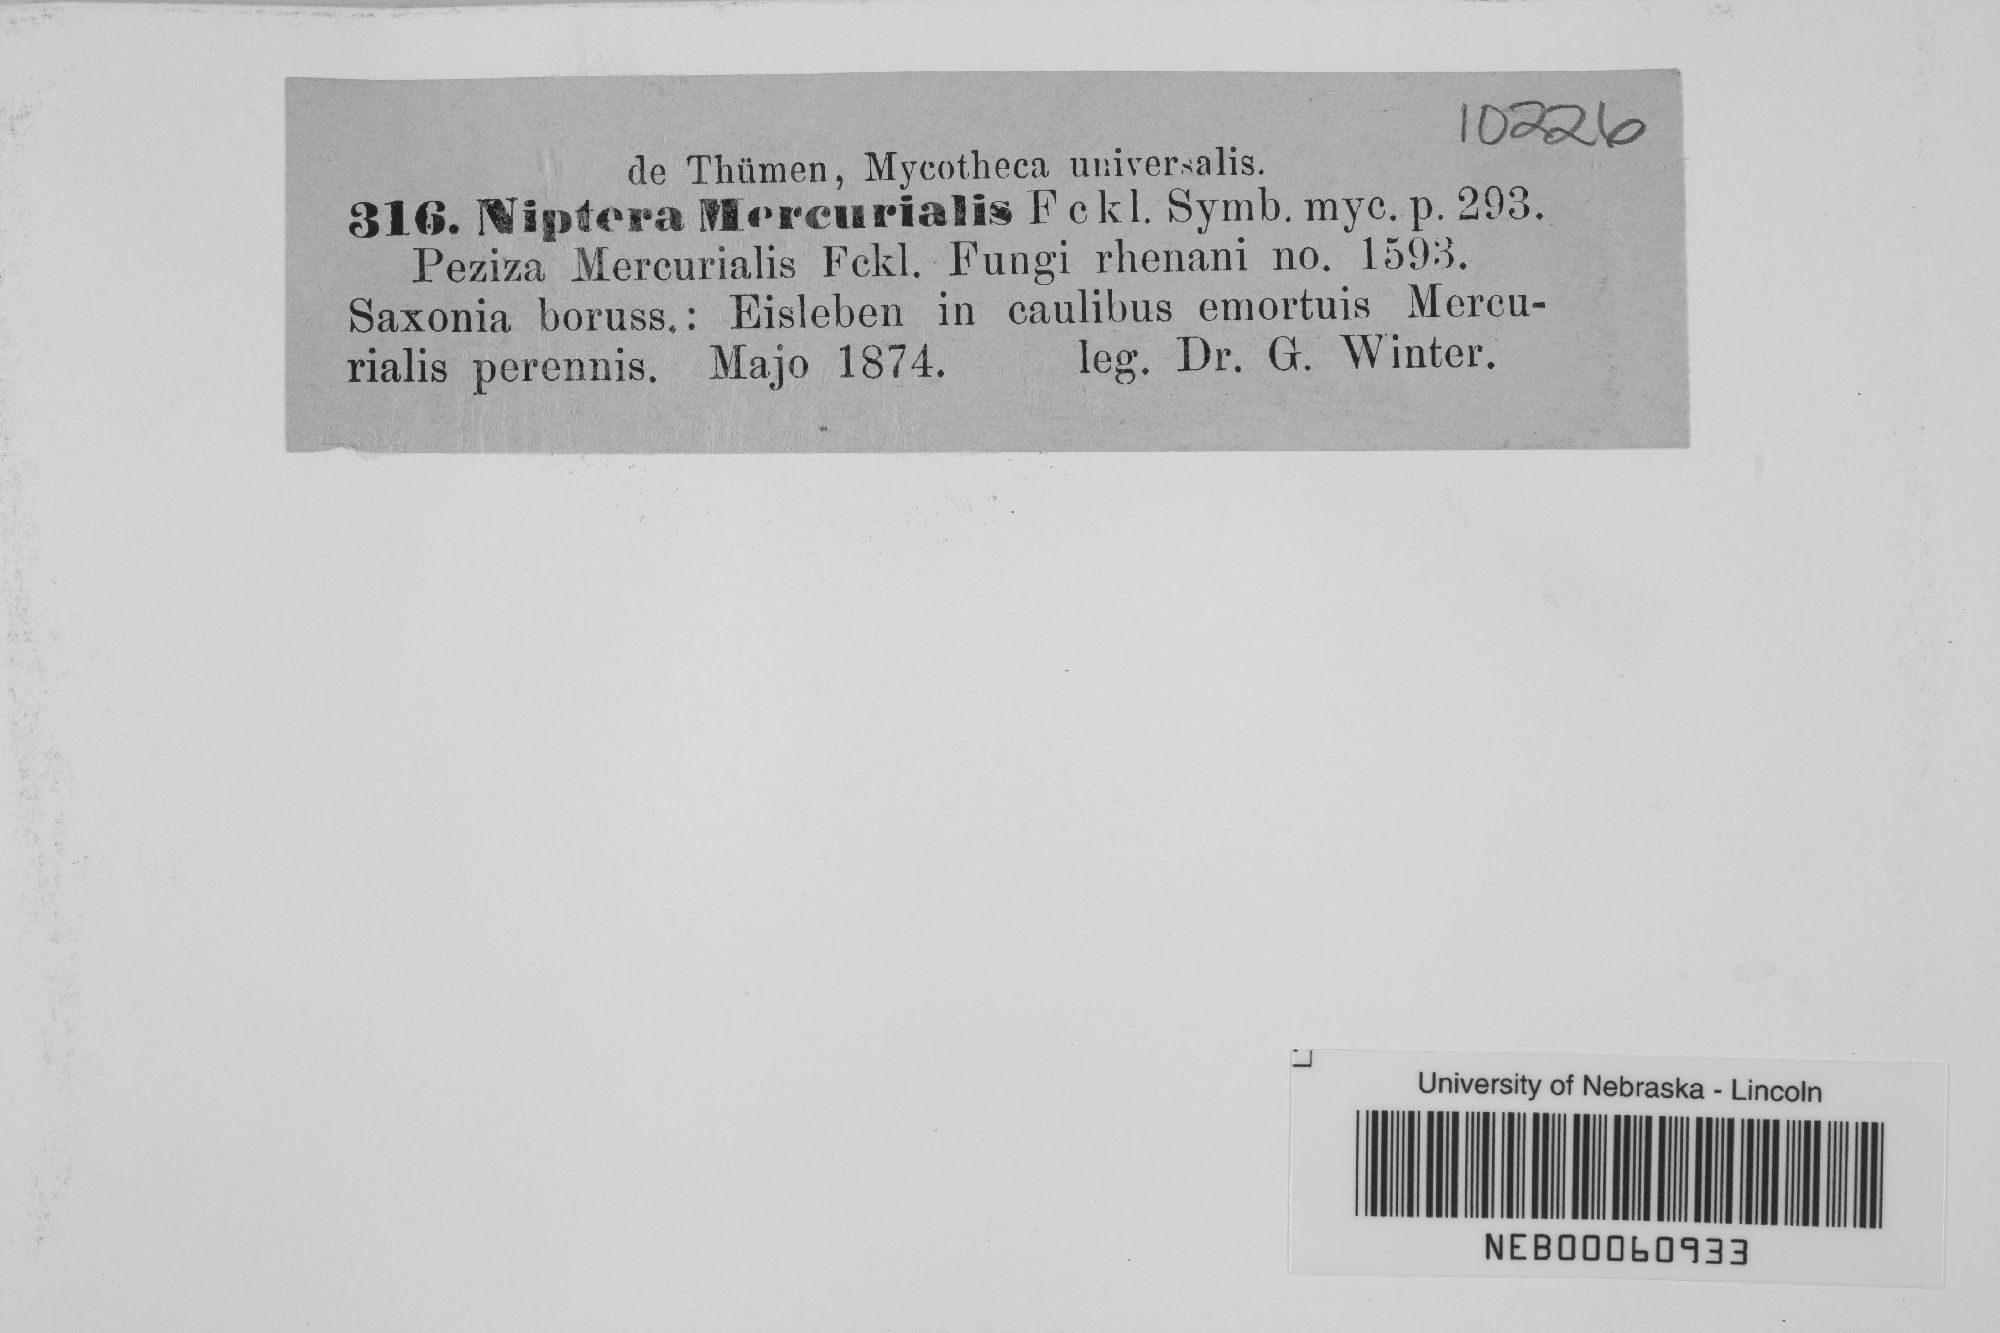 10226
de Thümen, Mycotheca universalis.
316. Niptera Mercurialis Fckl. Symb. myc. p. 293.
Peziza Mercurialis Fckl. Fungi rhenani no. 1593.
Saxonia boruss.: Eisleben in caulibus emortuis Mercu-
rialis perennis. Majo 1874. leg. Dr. G. Winter.
University of Nebraska - Lincoln
NEB00060933